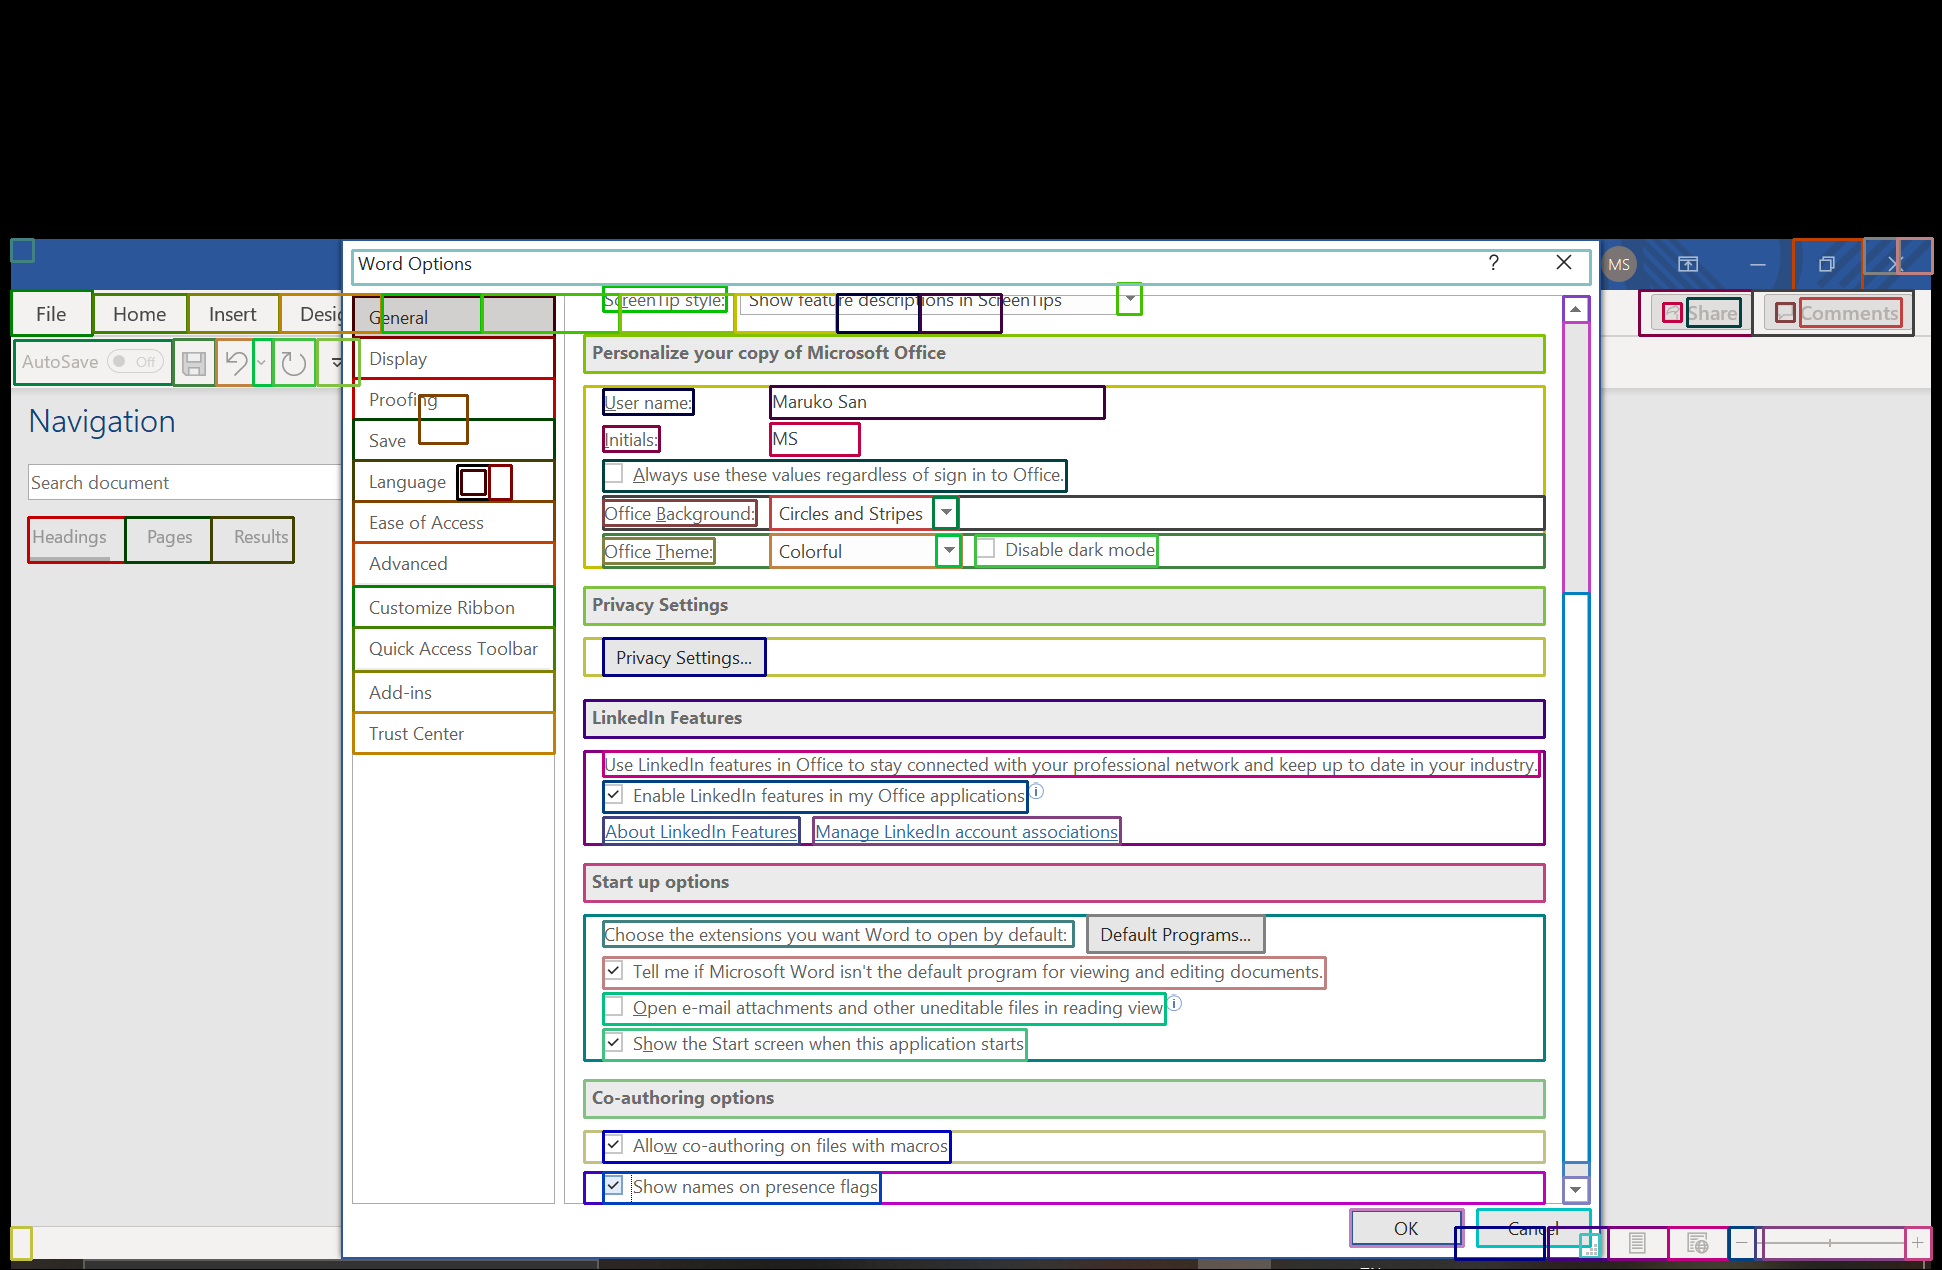 Word Options
?
MS
File
Home
Insert
General
ScreenTip style:
Show feature descriptions in ScreenTips
Share
Comments
AutoSave
Off
Display
Personalize your copy of Microsoft Office
Proofing
User name:
Maruko San
Navigation
Save
Initials:
MS
Search document
Language
Always use these values regardless of sign in to Office.
Ease of Access
Office Background:
Circles and Stripes
Headings
Pages
Results
Advanced
Office Theme:
Colorful
Disable dark mode
Customize Ribbon
Privacy Settings
Quick Access Toolbar
Privacy Settings...
Add-ins
LinkedIn Features
Trust Center
Use LinkedIn features in Office to stay connected with your professional network and keep up to date in your industry.
Enable LinkedIn features in my Office applications
About LinkedIn Features
Manage LinkedIn account associations
Start up options
Choose the extensions you want Word to open by default:
Default Programs...
Tell me if Microsoft Word isn't the default program for viewing and editing documents.
Open e-mail attachments and other uneditable files in reading view
Show the Start screen when this application starts
Co-authoring options
Allow co-authoring on files with macros
Show names on presence flags
OK
Cancel